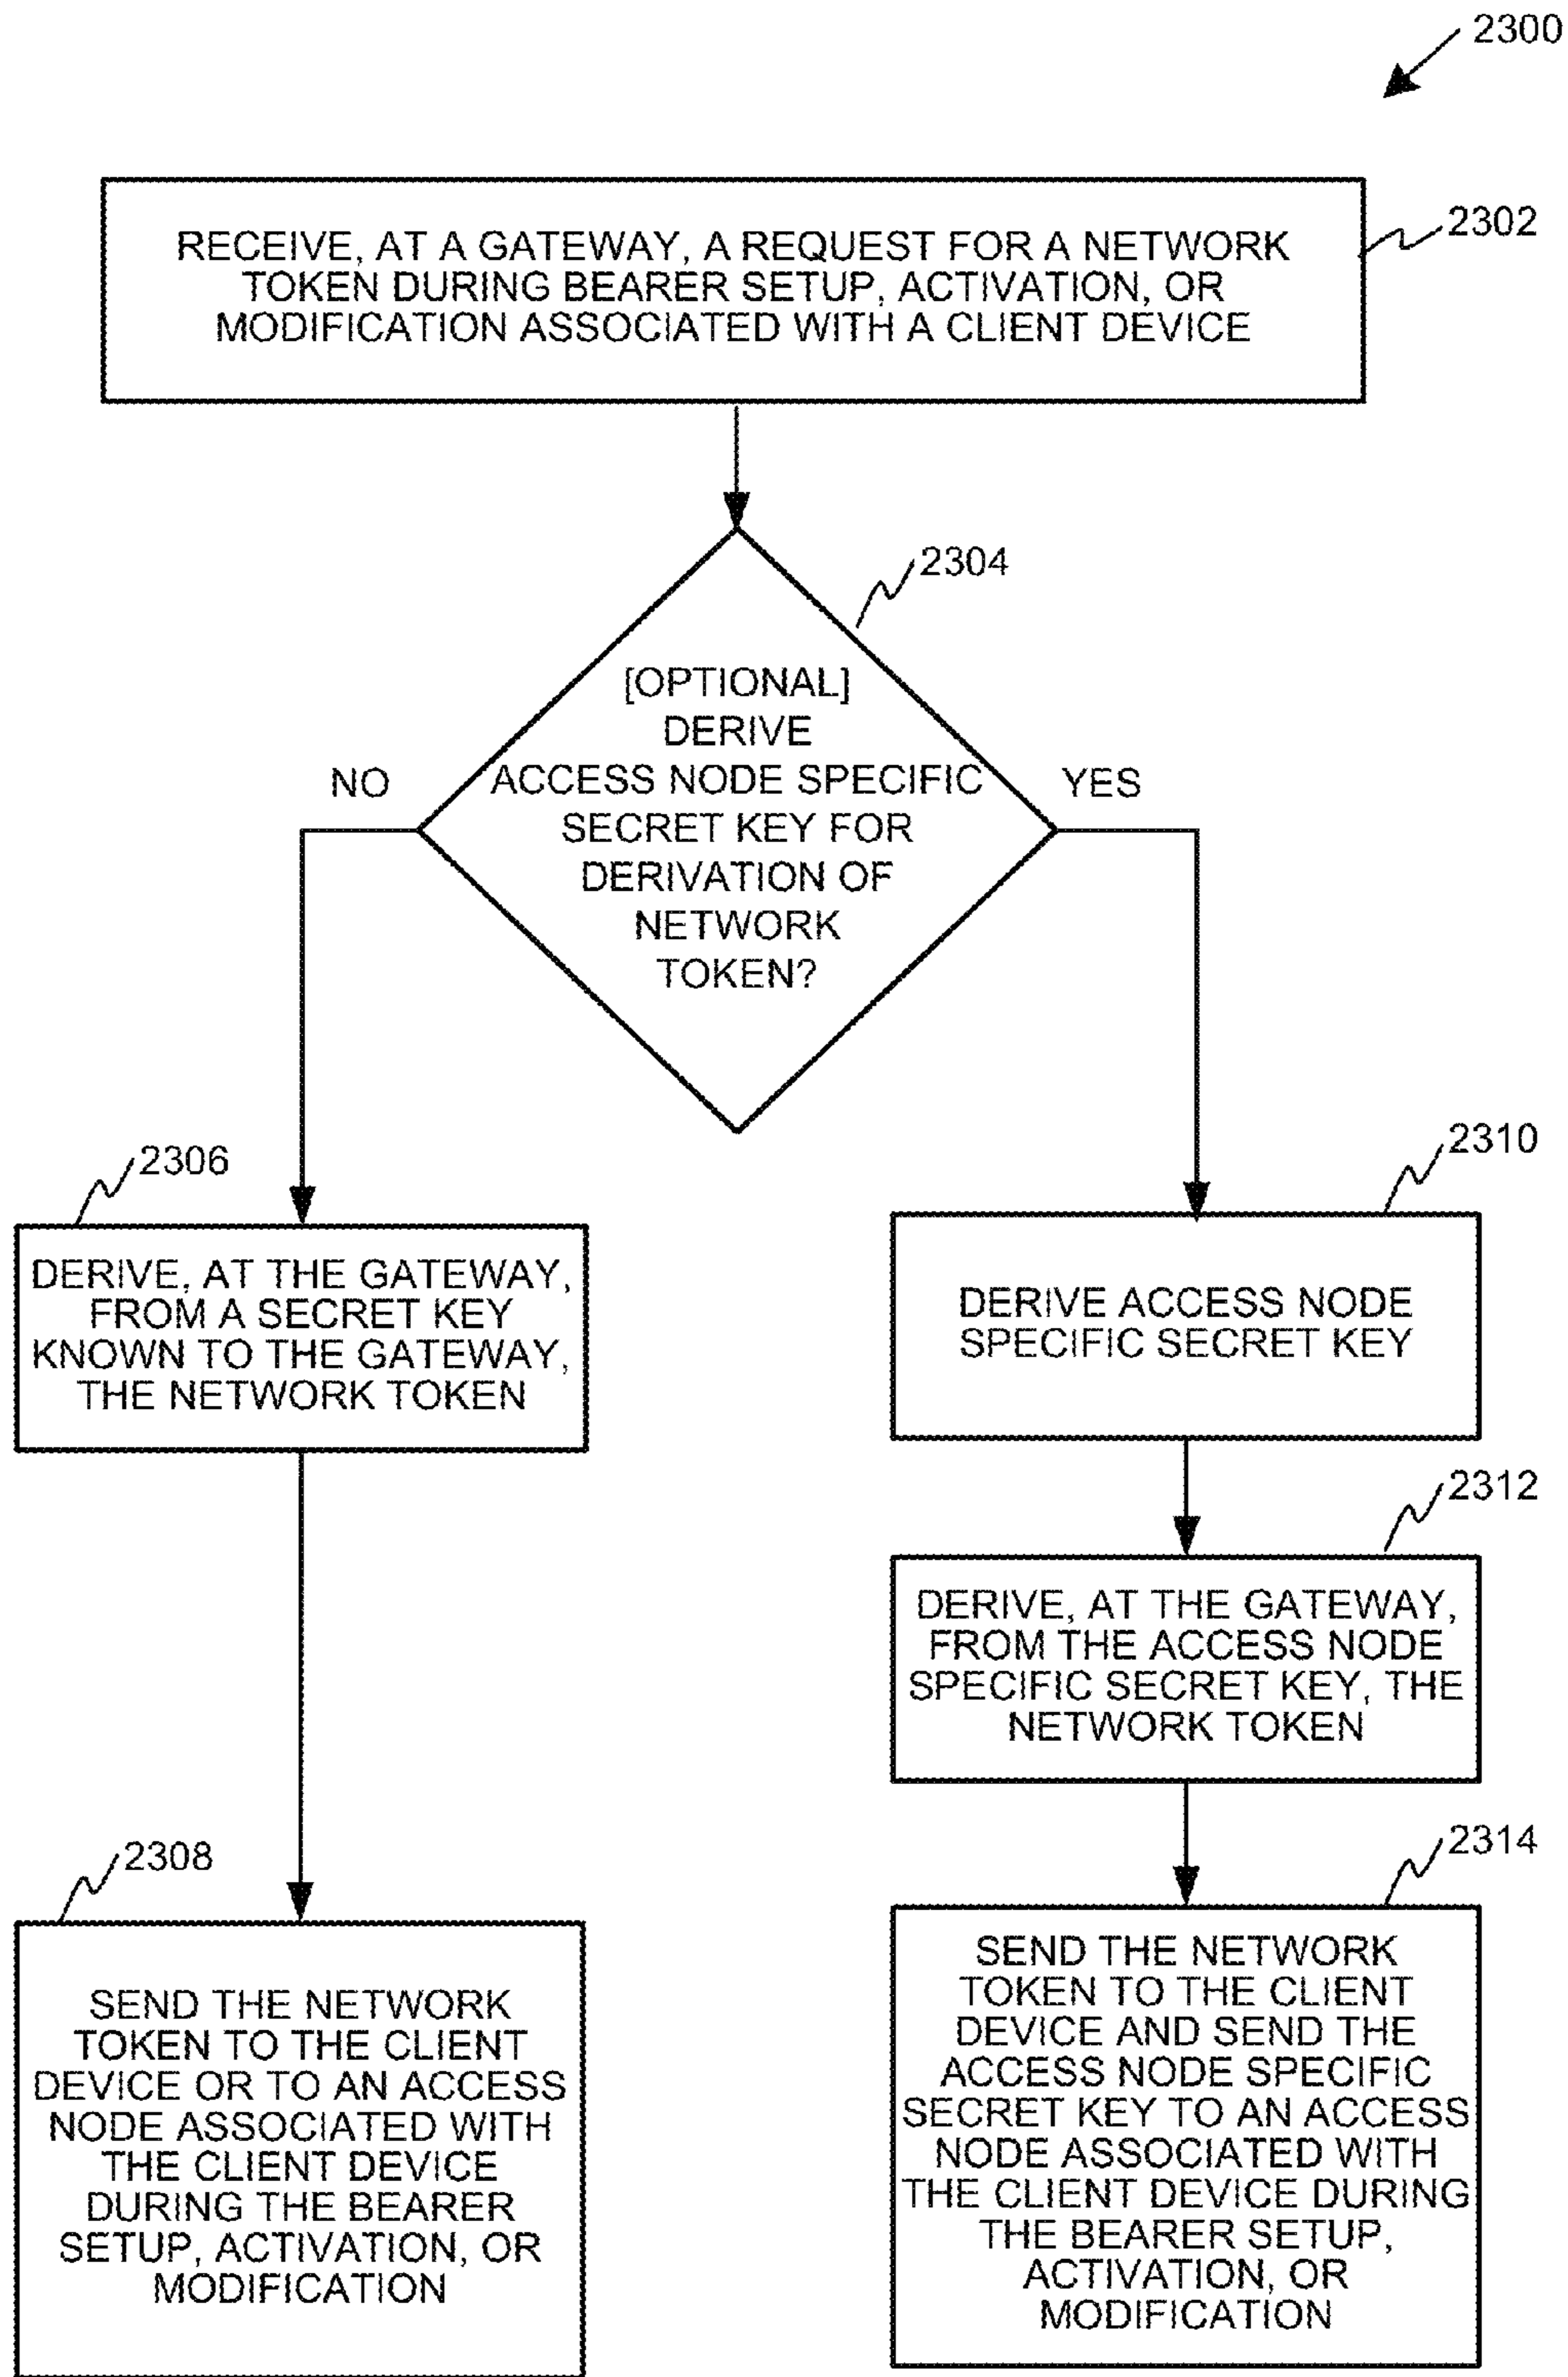 2300
2302
RECEIVE, AT A GATEWAY, A REQUEST FOR A NETWORK
TOKEN DURING BEARER SETUP, ACTIVATION, OR
MODIFICATION ASSOCIATED WITH A CLIENT DEVICE
2304
[OPTIONAL]
DERIVE
ACCESS NODE SPECIFIC
SECRET KEY FOR
DERIVATION OF
NETWORK
TOKEN?
NO
YES
2306
DERIVE, AT THE GATEWAY,
FROM A SECRET KEY
KNOWN TO THE GATEWAY,
THE NETWORK TOKEN
2308
SEND THE NETWORK
TOKEN TO THE CLIENT
DEVICE OR TO AN ACCESS
NODE ASSOCIATED WITH
THE CLIENT DEVICE
DURING THE BEARER
SETUP, ACTIVATION, OR
MODIFICATION
2310
DERIVE ACCESS NODE
SPECIFIC SECRET KEY
2312
DERIVE, AT THE GATEWAY,
FROM THE ACCESS NODE
SPECIFIC SECRET KEY, THE
NETWORK TOKEN
2314
SEND THE NETWORK
TOKEN TO THE CLIENT
DEVICE AND SEND THE
ACCESS NODE SPECIFIC
SECRET KEY TO AN ACCESS
NODE ASSOCIATED WITH
THE CLIENT DEVICE DURING
THE BEARER SETUP,
ACTIVATION, OR
MODIFICATION